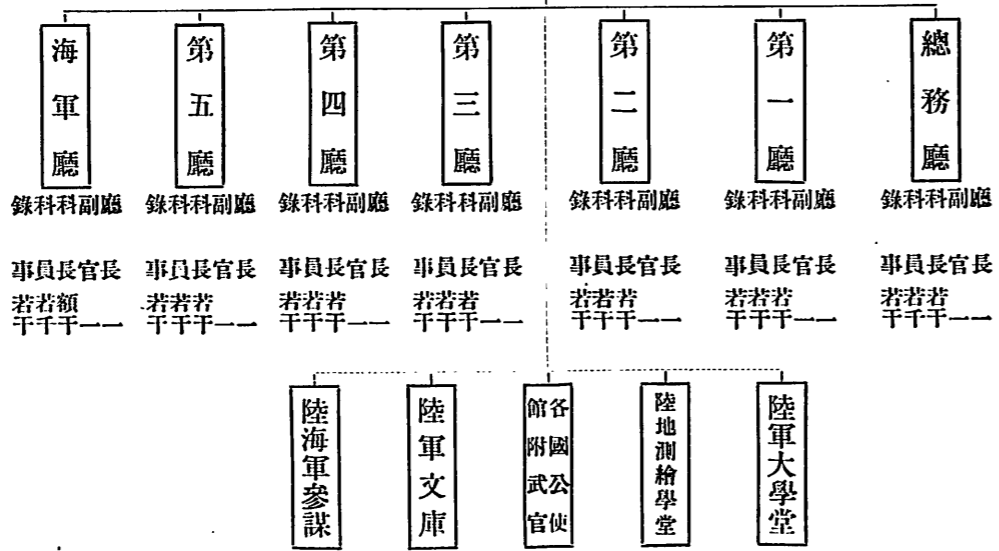 總務廳
廳長一
副官一
科長若干
科員若千
錄事若干
第一廳
廳長一
副官一
科長若干
科員若干
錄事若干
第二廳
廳長一
副官一
科長若干
科員若干
錄事若干
第三廳
廳長一
副官一
科長若干
科員若干
錄事若干
第四廳
廳長一
副官一
科長若干
科員若干
錄事若干
第五廳
廳長一
副官一
科長若干
科員若干
錄事若干
海軍廳
廳長一
副官一
科長額干
科員若千
錄事若干
陸軍大學堂
陸地測繪學堂
各國公使
館附武官
陸軍文庫
陸海軍參謀